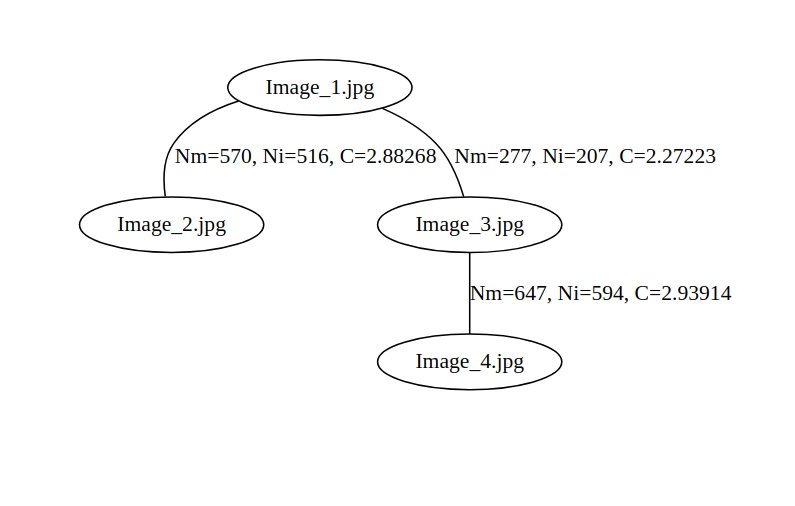 Image_1.jpg
Nm=570, Ni=516, C=2.88268
Nm=277, Ni=207, C=2.27223
Image_2.jpg
Image_3.jpg
Nm=647, Ni=594, C=2.93914
Image_4.jpg